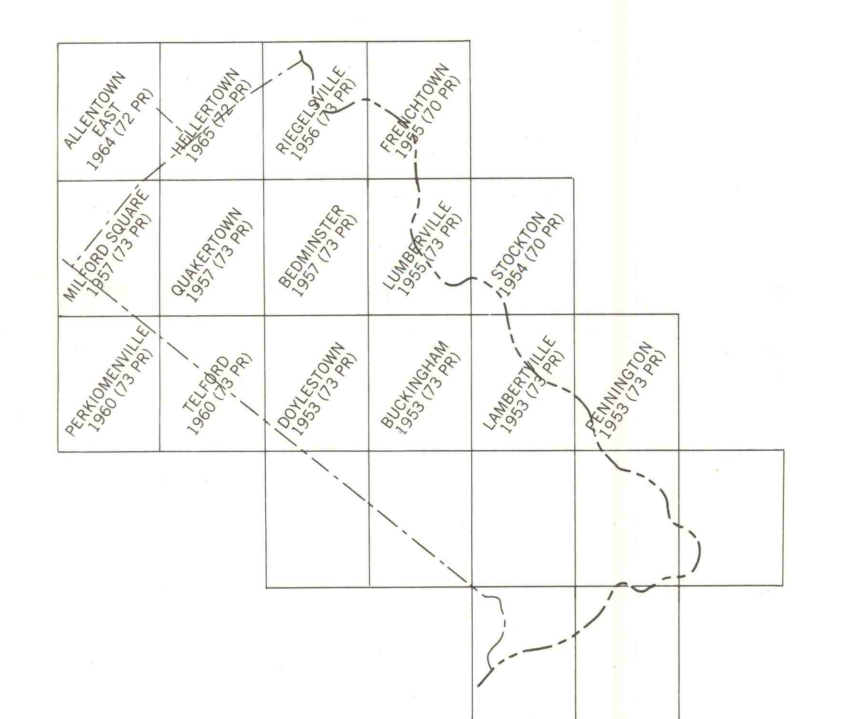 ALLENTOWN
EAST
1964 (72 PR)
HELLERTOWN
1965 (72 PR)
RIEGELSVILLE
1956 (73 PR)
FRENCHTOWN
1955 (70 PR)
MILFORD SQUARE
1957 (73 PR)
QUAKERTOWN
1957 (73 PR)
BEDMINSTER
1957 (73 PR)
LUMBERVILLE
1955 (73 PR)
STOCKTON
1954 (70 PR)
PERKIOMENVILLE
1960 (73 PR)
TELFORD
1960 (73 PR)
DOYLESTOWN
1953 (73 PR)
BUCKINGHAM
1953 (73 PR)
LAMBERTVILLE
1953 (73 PR)
PENNINGTON
1953 (73 PR)